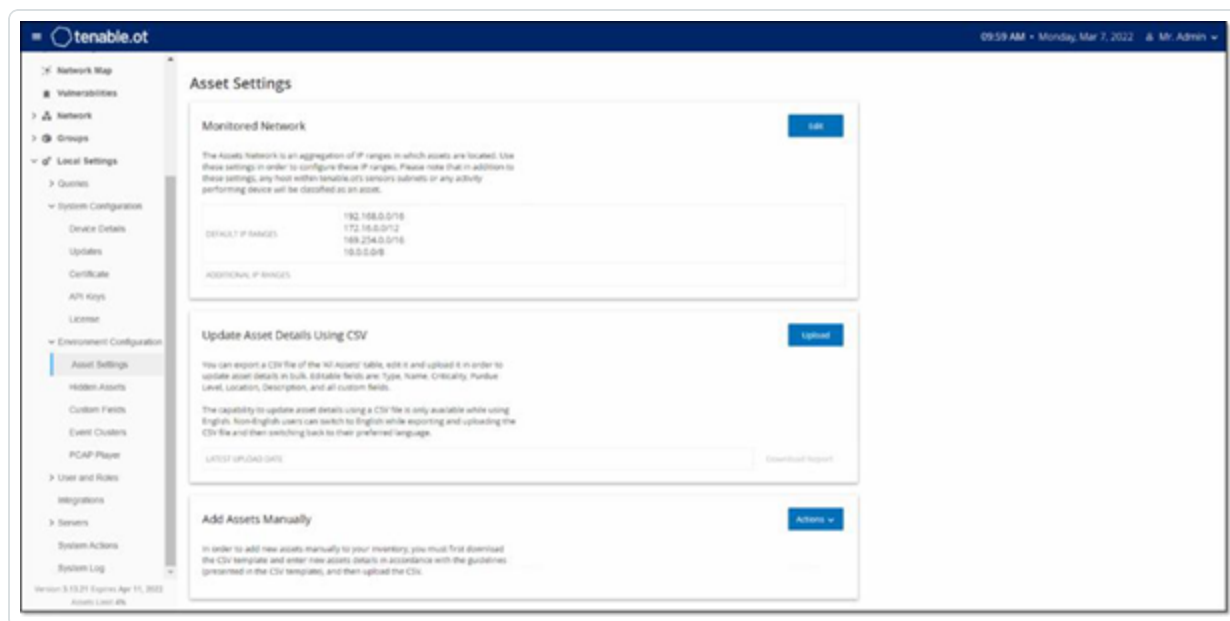 tenable.ot
09:59 AM • Monday, Mar 7, 2022 Mr. Admin
Network Map
Vulnerabilities
Network
Groups
Local Settings
Queries
System Configuration
Device Details
Updates
Certificate
API Keys
License
Environment Configuration
Asset Settings
Hidden Assets
Custom Fields
Event Clusters
PCAP Player
User and Roles
Integrations
Servers
System Actions
System Log
Version 3.13.21 Expires Apr 11, 2022
Assets Limit 4%
Asset Settings
Monitored Network
Edit
The Assets Network is an aggregation of IP ranges in which assets are located. Use
these settings in order to configure these IP ranges. Please note that in addition to
these settings, any host within tenable.ot's sensors subnets or any activity
performing device will be classified as an asset.
DEFAULT IP RANGES
192.168.0.0/16
172.16.0.0/12
169.254.0.0/16
10.0.0.0/8
ADDITIONAL IP RANGES
Update Asset Details Using CSV
Upload
You can export a CSV file of the 'All Assets' table, edit it and upload it in order to
update asset details in bulk. Editable fields are: Type, Name, Criticality, Purdue
Level, Location, Description, and all custom fields.
The capability to update asset details using a CSV file is only available while using
English. Non-English users can switch to English while exporting and uploading the
CSV file and then switching back to their preferred language.
LATEST UPLOAD DATE
Download Report
Add Assets Manually
Actions
In order to add new assets manually to your inventory, you must first download
the CSV template and enter new assets details in accordance with the guidelines
(presented in the CSV template), and then upload the CSV.